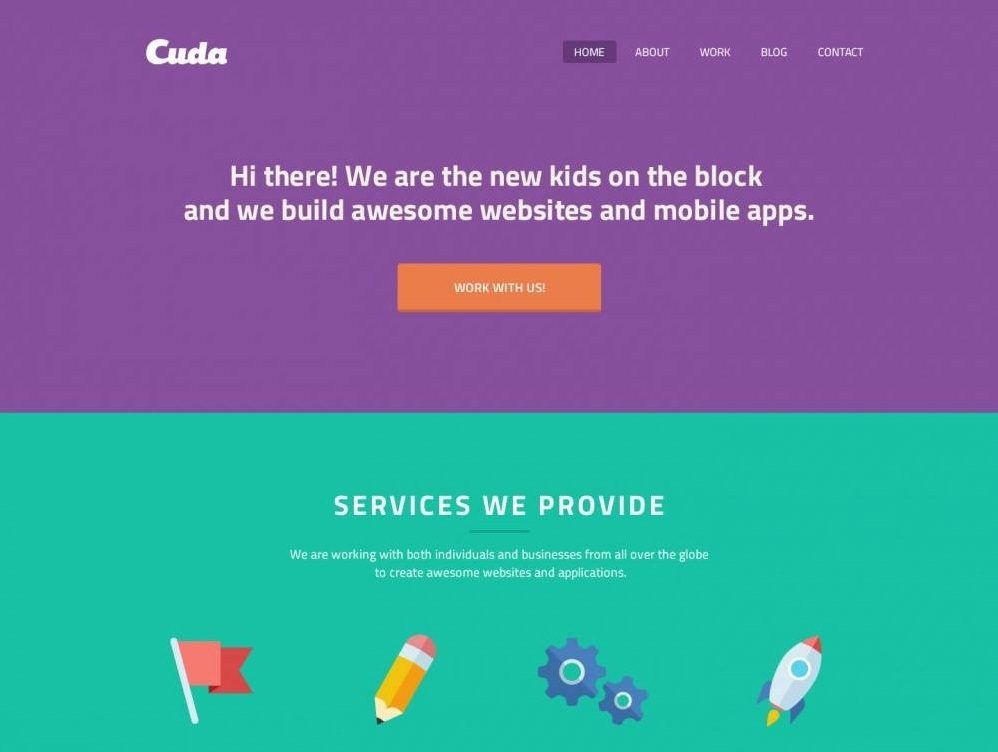 Cuda
HOME ABOUT WORK BLOG CONTACT
Hi there! We are the new kids on the block
and we build awesome websites and mobile apps.
WORK WITH US!
SERVICES WE PROVIDE
We are working with both individuals and businesses from all over the globe
to create awesome websites and applications.